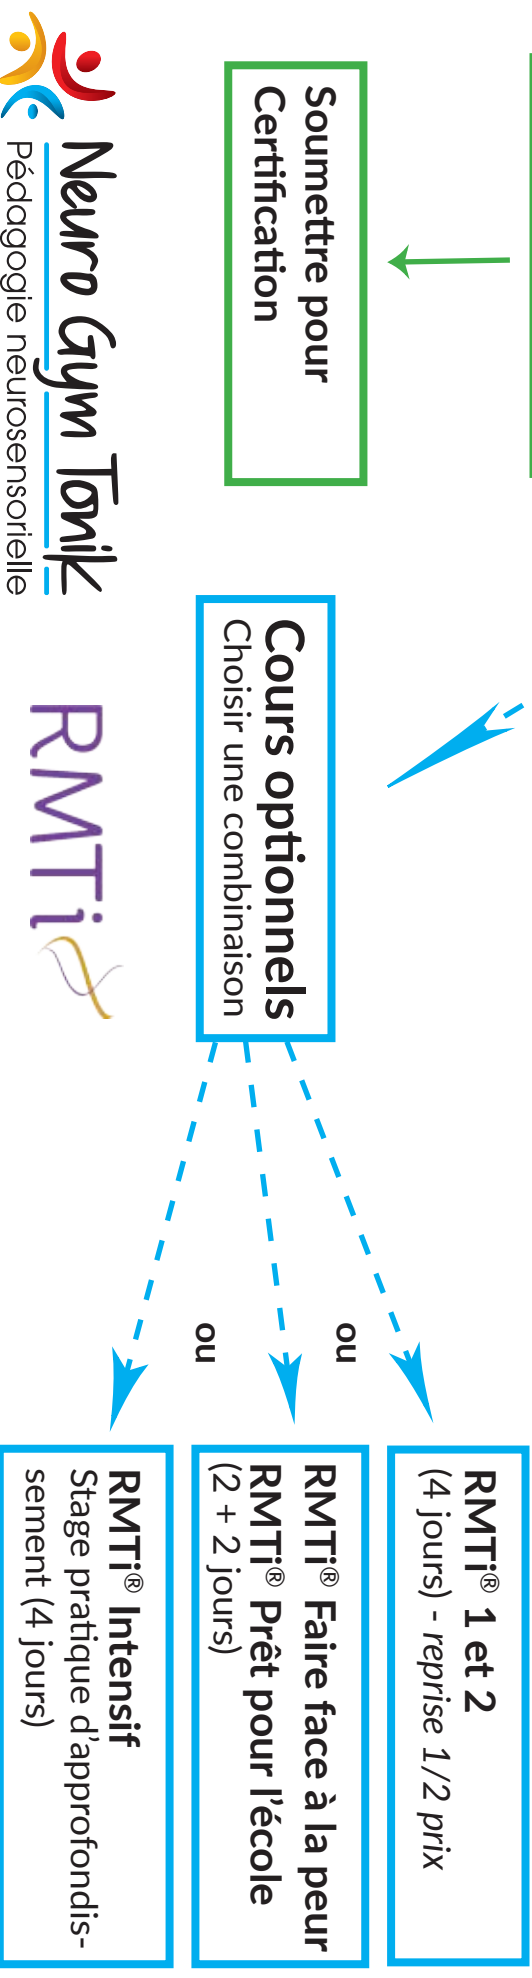 Soumettre pour
Certification
Cours optionnels
Choisir une combinaison
ou
ou
RMTi® 1 et 2
(4 jours) - reprise 1/2 prix
RMTi® Faire face à la peur
RMTi® Prêt pour l'école
(2 + 2 jours)
RMTi® Intensif
Stage pratique d'approfondis-
sement (4 jours)
Neuro Gym Tonik
Pédagogie neurosensorielle
RMTi